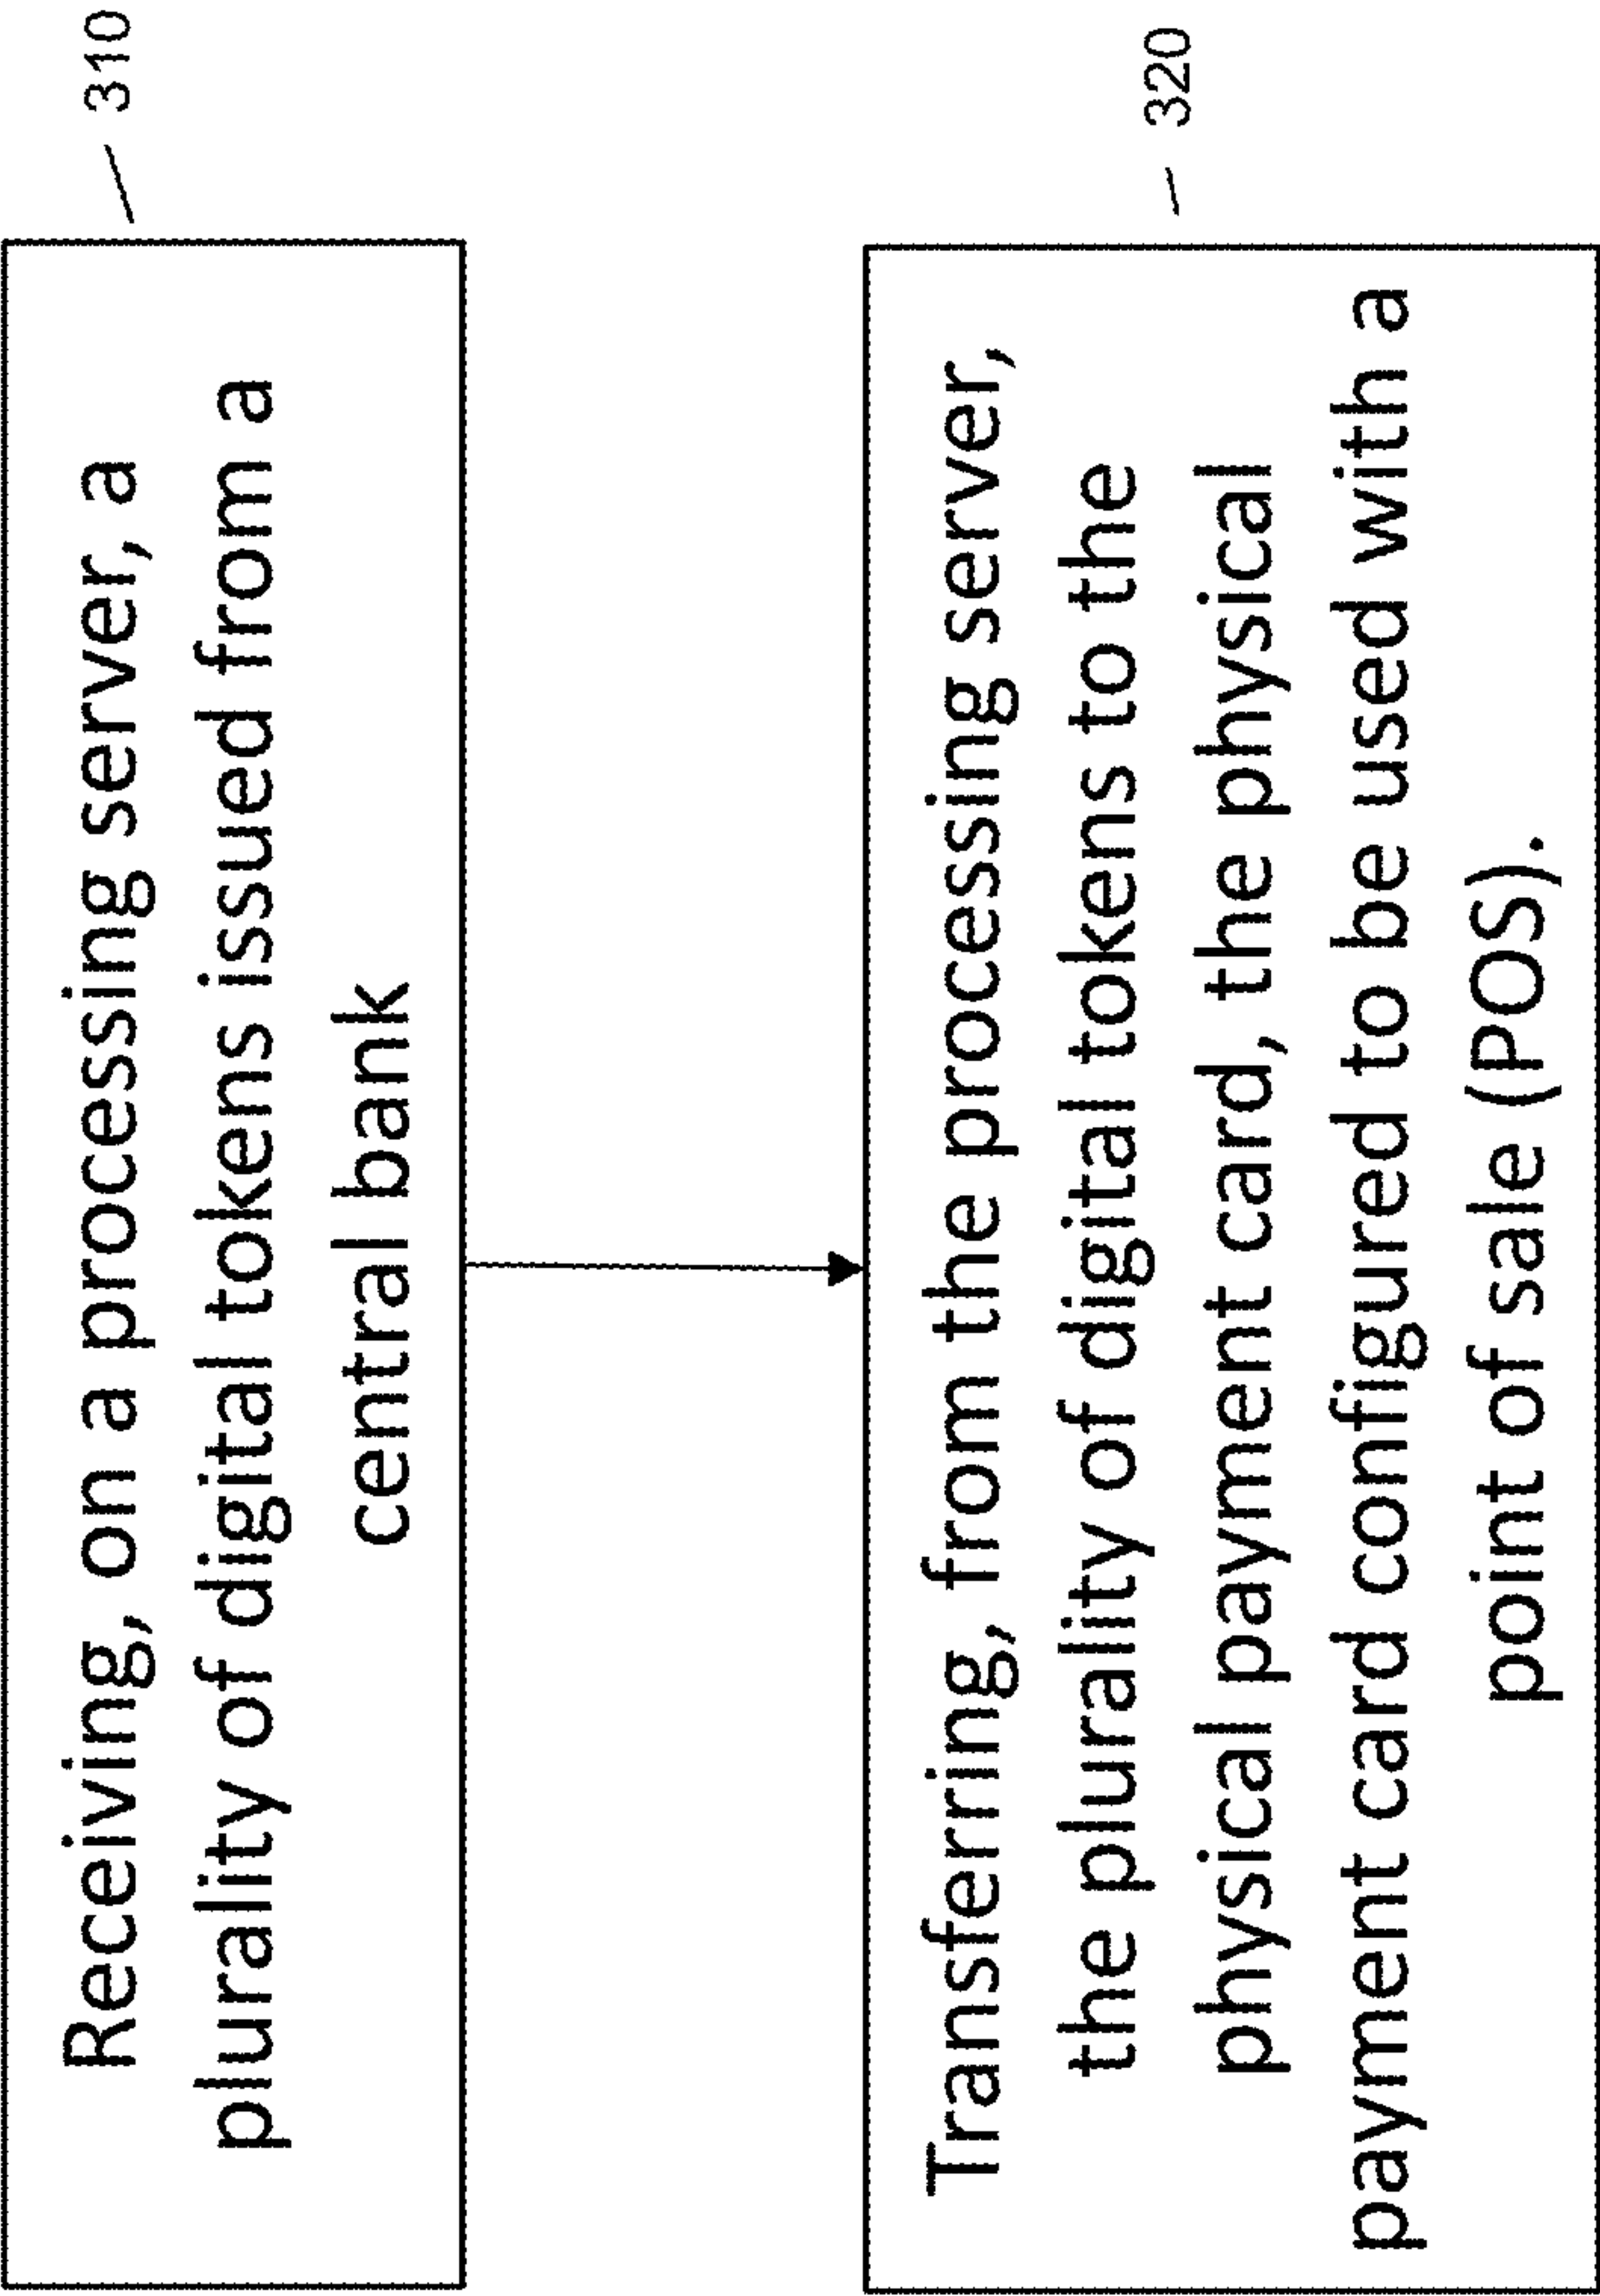 Receiving, on a processing server, a
plurality of digital tokens issued from a
central bank
310
Transferring, from the processing server,
the plurality of digital tokens to the
physical payment card, the physical
payment card configured to be used with a
point of sale (POS).
320